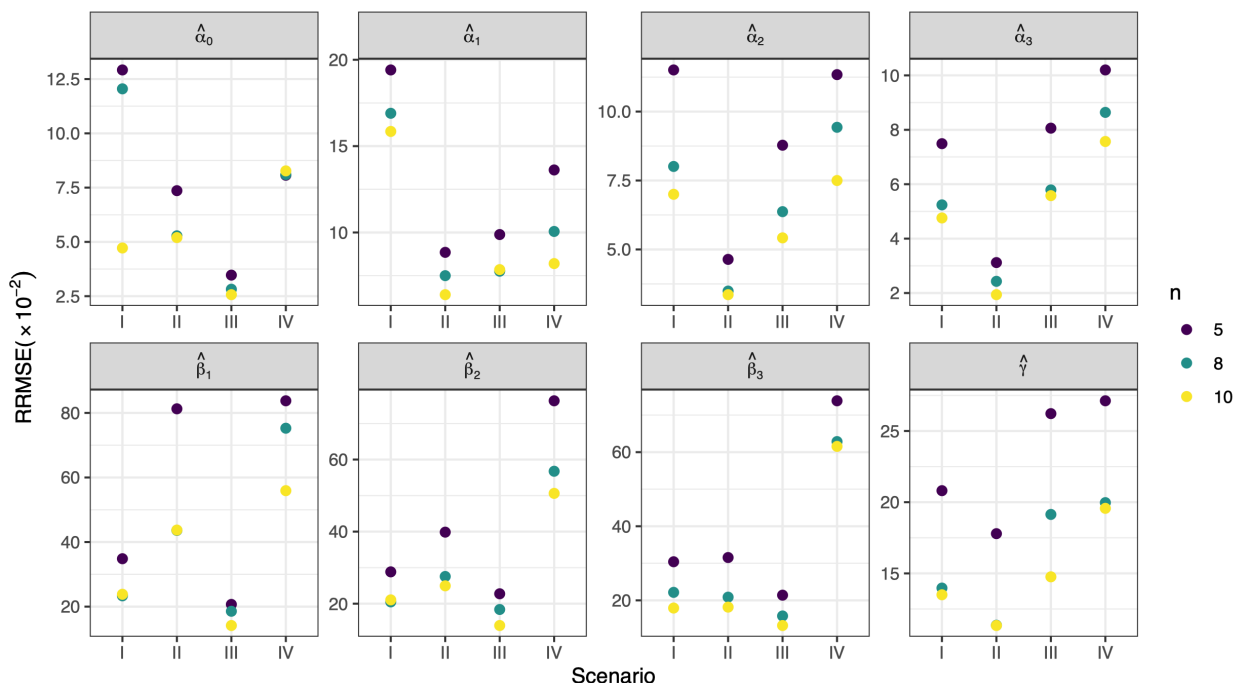 α̂₀ α̂₁ α̂₂ α̂₃
12.5
10.0
7.5
5.0
2.5
I II III IV
20
15
10
I II III IV
10.0
7.5
5.0
I II III IV
10
8
6
4
2
I II III IV
RRMSE(×10⁻²)
β̂₁ β̂₂ β̂₃ γ̂
80
60
40
20
I II III IV
60
40
20
I II III IV
60
40
20
I II III IV
25
20
15
I II III IV
Scenario
n
5
8
10